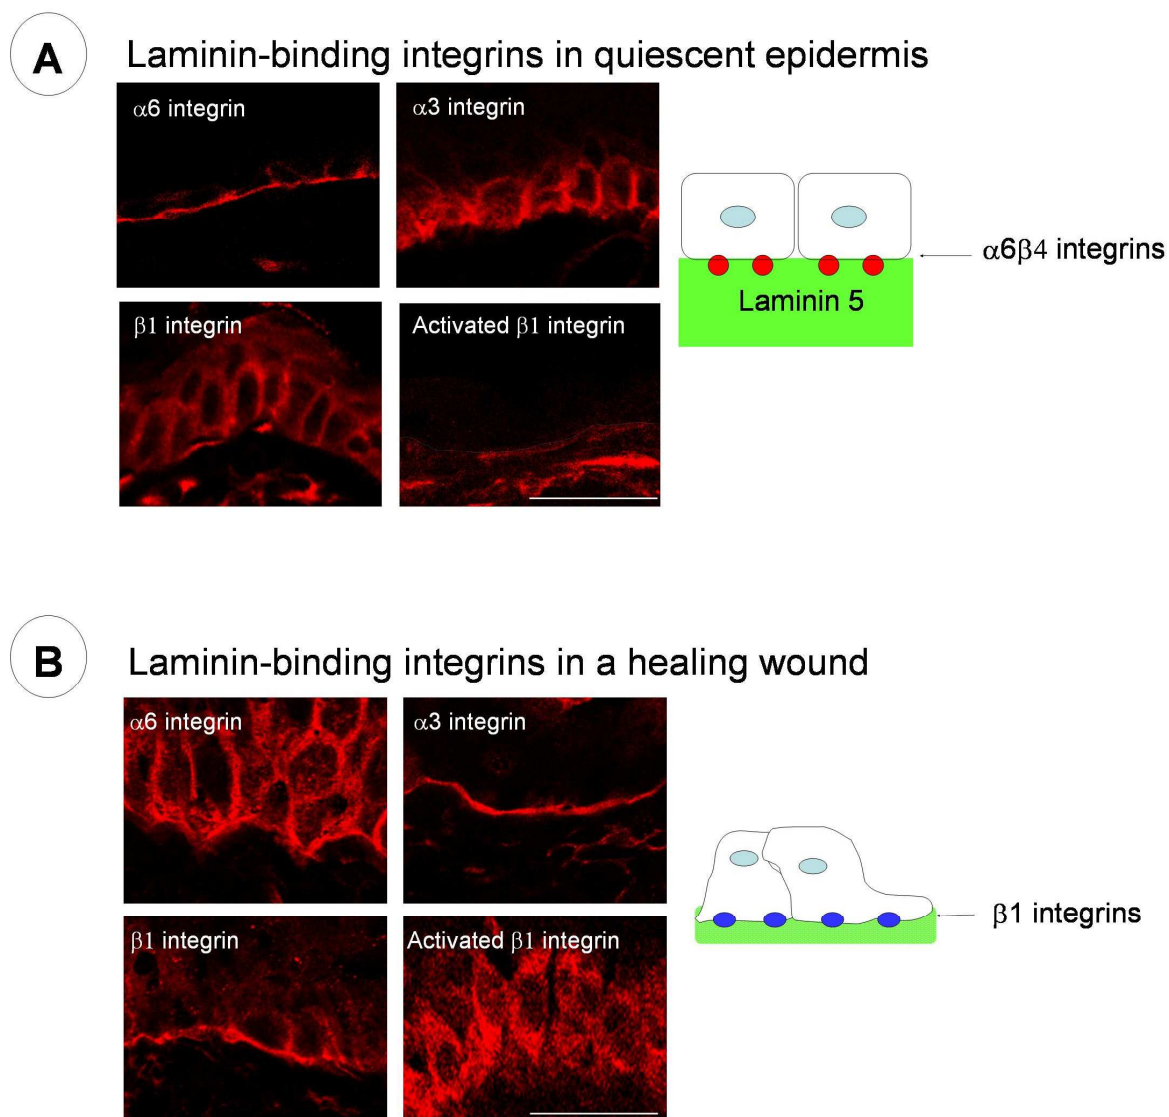 A
Laminin-binding integrins in quiescent epidermis
α6 integrin
α3 integrin
β1 integrin
Activated β1 integrin
α6β4 integrins
Laminin 5
B
Laminin-binding integrins in a healing wound
α6 integrin
α3 integrin
β1 integrin
Activated β1 integrin
β1 integrins